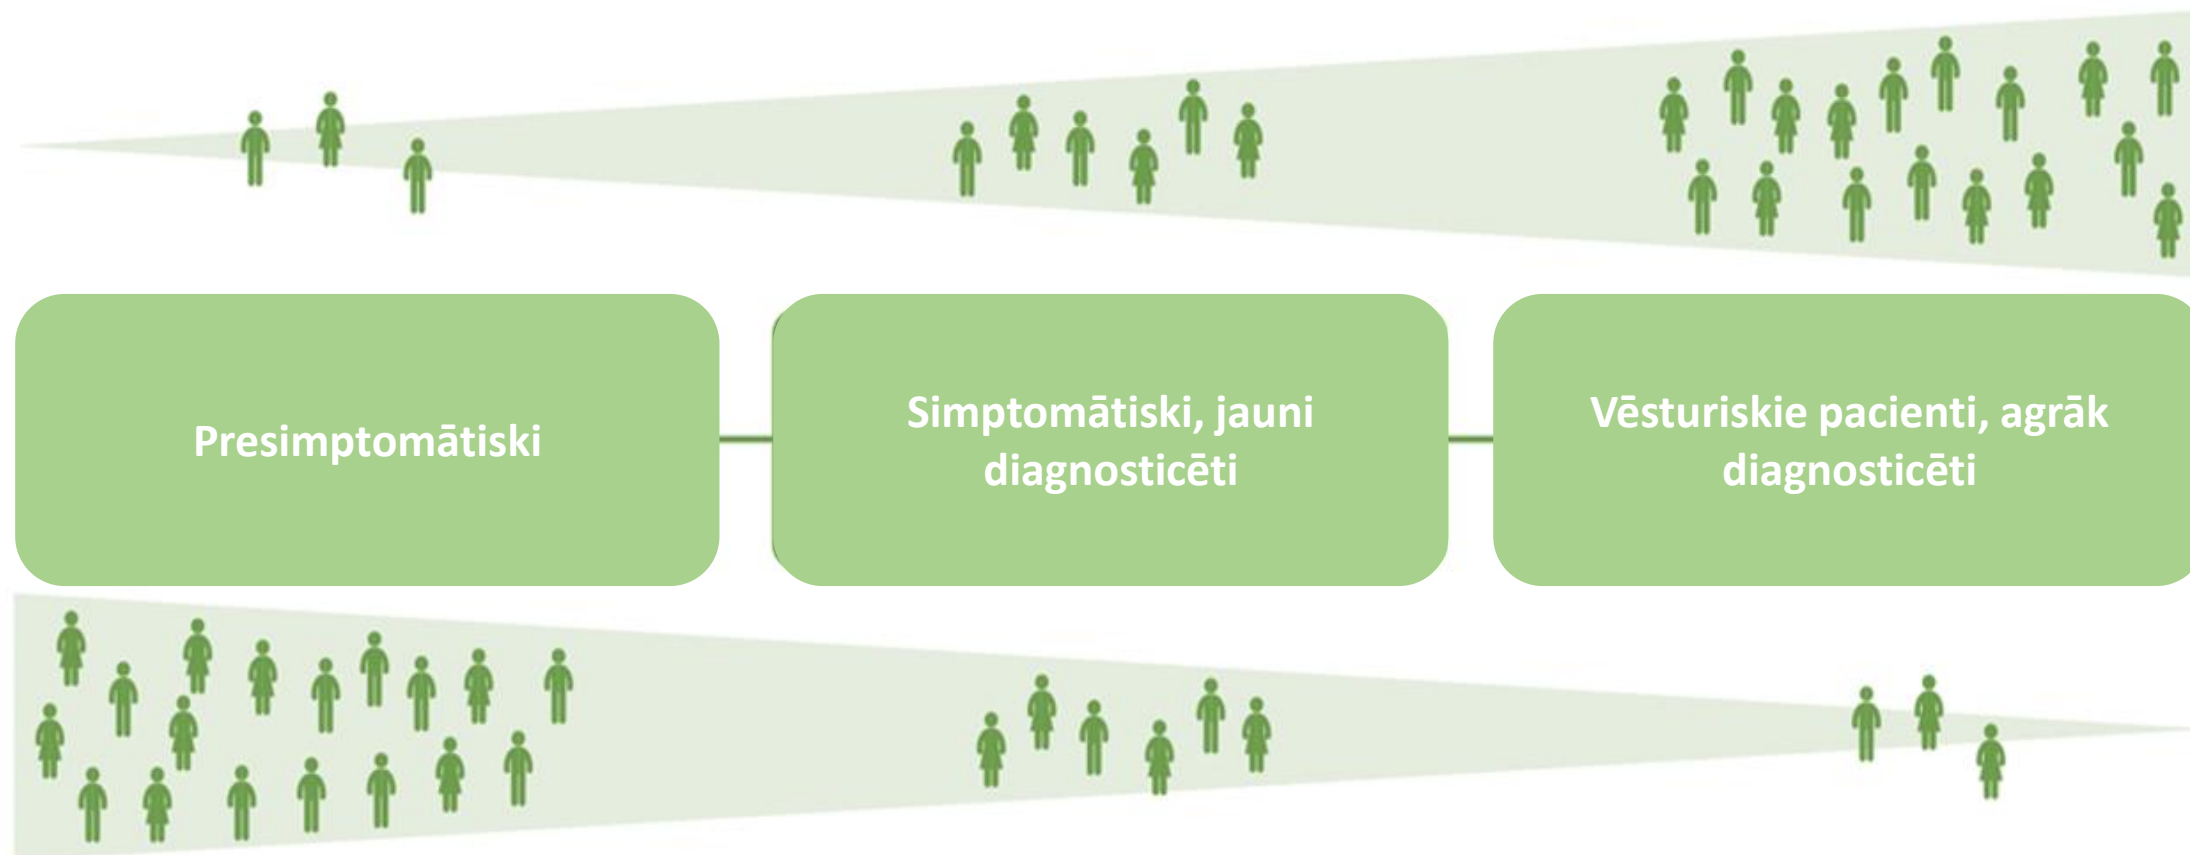 Presimptomātiski
Simptomātiski, jauni
diagnosticēti
Vēsturiskie pacienti, agrāk
diagnosticēti